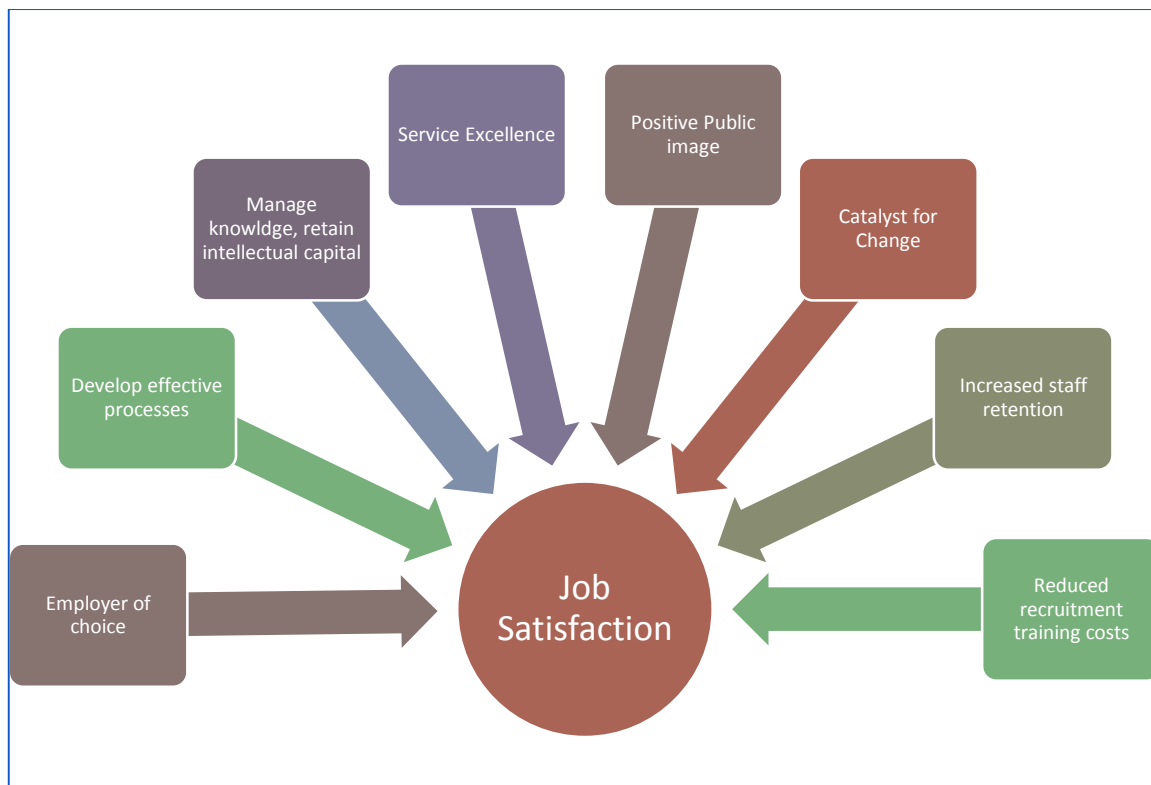 Employer of
choice
Develop effective
processes
Manage
knowldge, retain
intellectual capital
Service Excellence
Positive Public
image
Catalyst for
Change
Increased staff
retention
Reduced
recruitment
training costs
Job
Satisfaction